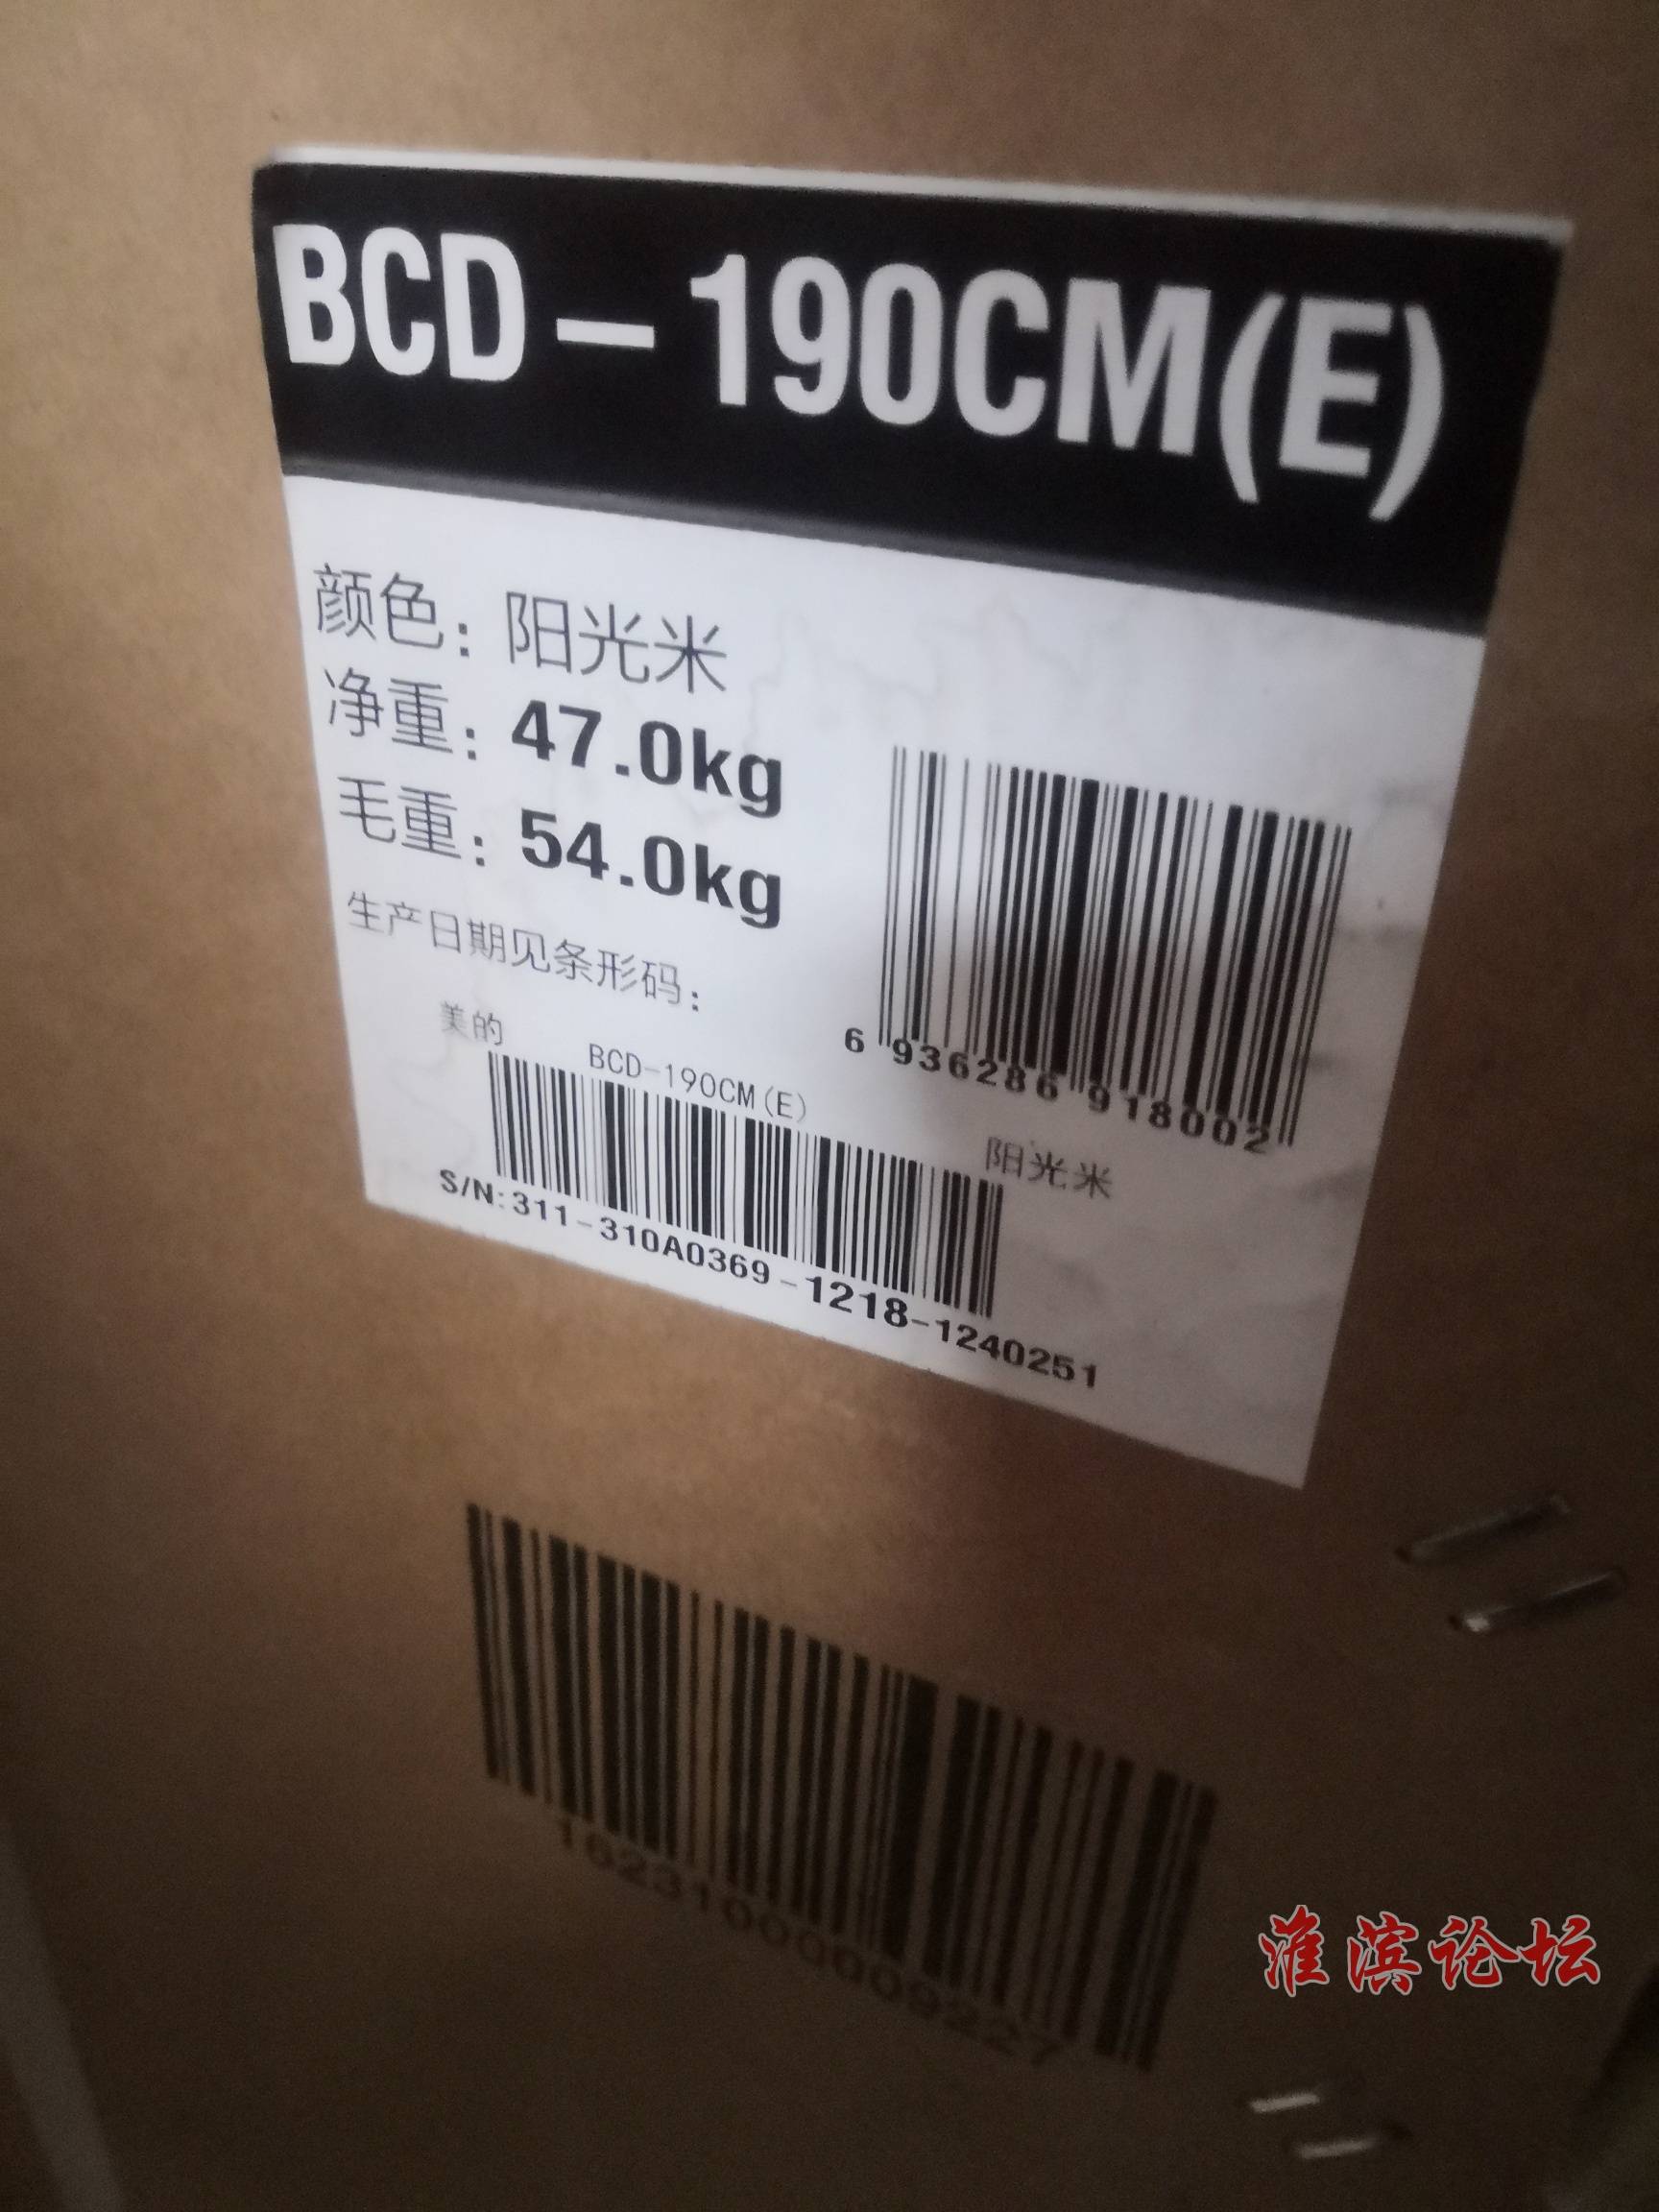 BCD-190CM(E)
颜色：阳光米
净重：47.0kg
毛重：54.0kg
生产日期见条形码：
6 936286 918002
美的 BCD-190CM(E) 阳光米
S/N:311-310A0369-1218-1240251
16231000009227
淮滨论坛